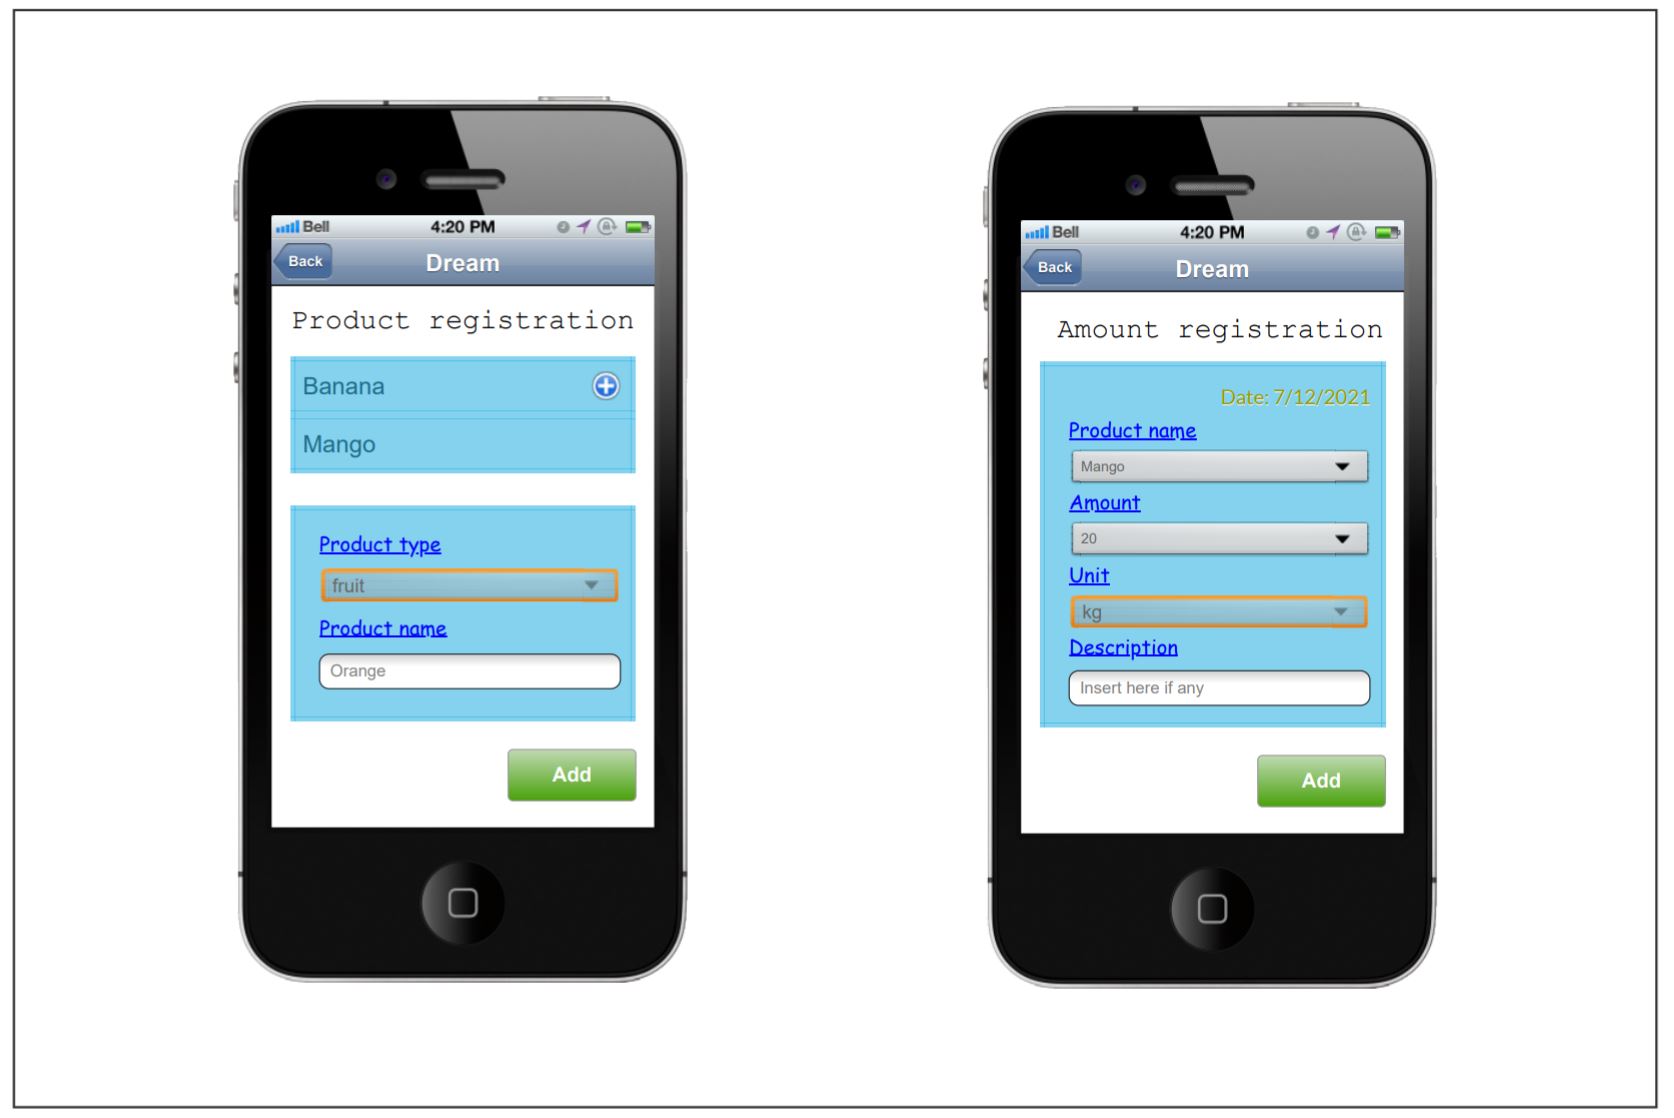 Bell 4:20 PM
Back Dream
Product registration
Banana
Mango
Product type
fruit
Product name
Orange
Add
Bell 4:20 PM
Back Dream
Amount registration
Date: 7/12/2021
Product name
Mango
Amount
20
Unit
kg
Description
Insert here if any
Add